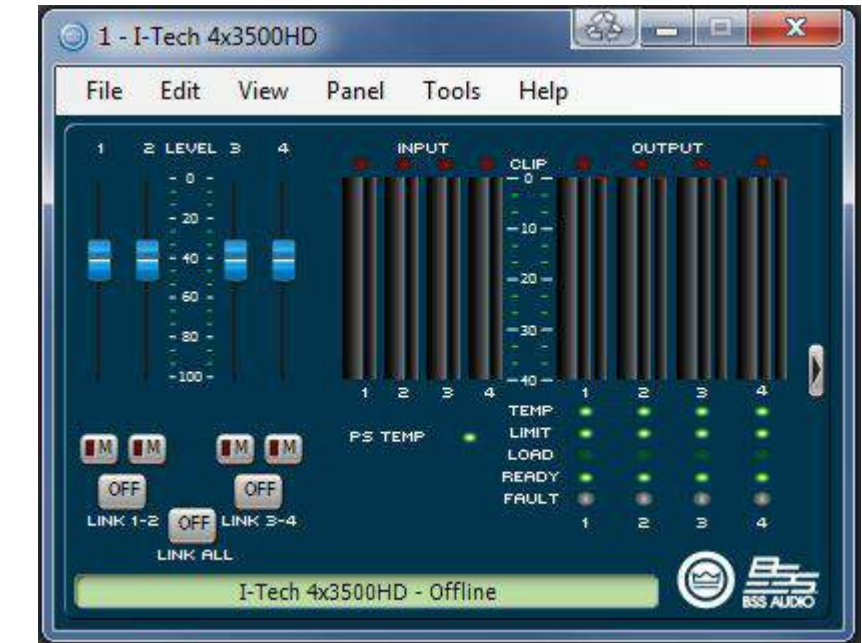 1 - I-Tech 4x3500HD
File Edit View Panel Tools Help
1 2 LEVEL 3 4 INPUT OUTPUT
CLIP
- 0 - - 0 -
- 20 - -10-
- 40 - -20-
- 60 -
- 80 - -30-
-100- -40-
1 2 3 4 1 2 3 4
TEMP
PS TEMP LIMIT
LOAD
M M M M
READY
OFF OFF FAULT
LINK 1-2 OFF LINK 3-4 1 2 3 4
LINK ALL
I-Tech 4x3500HD - Offline
BSS
BSS AUDIO